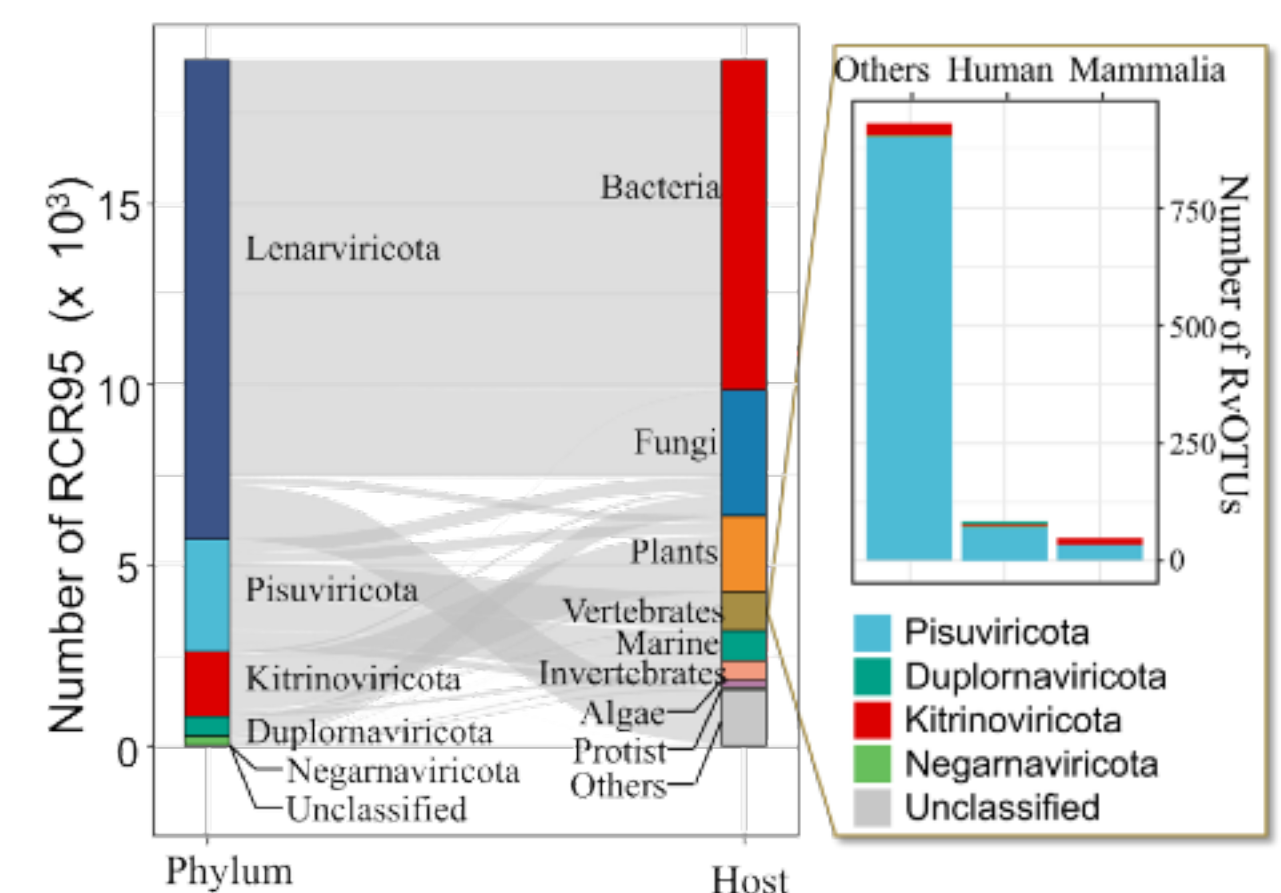 Number of RCR95 (x 10³)
15
10
5
0
Lenarviricota
Pisuviricota
Kitrinoviricota
Duplornaviricota
Negarnaviricota
Unclassified
Bacteria
Fungi
Plants
Vertebrates
Marine
Invertebrates
Algae
Protist
Others
Phylum
Host
Others Human Mammalia
750
500
250
0
Number of RvOTUs
Pisuviricota
Duplornaviricota
Kitrinoviricota
Negarnaviricota
Unclassified